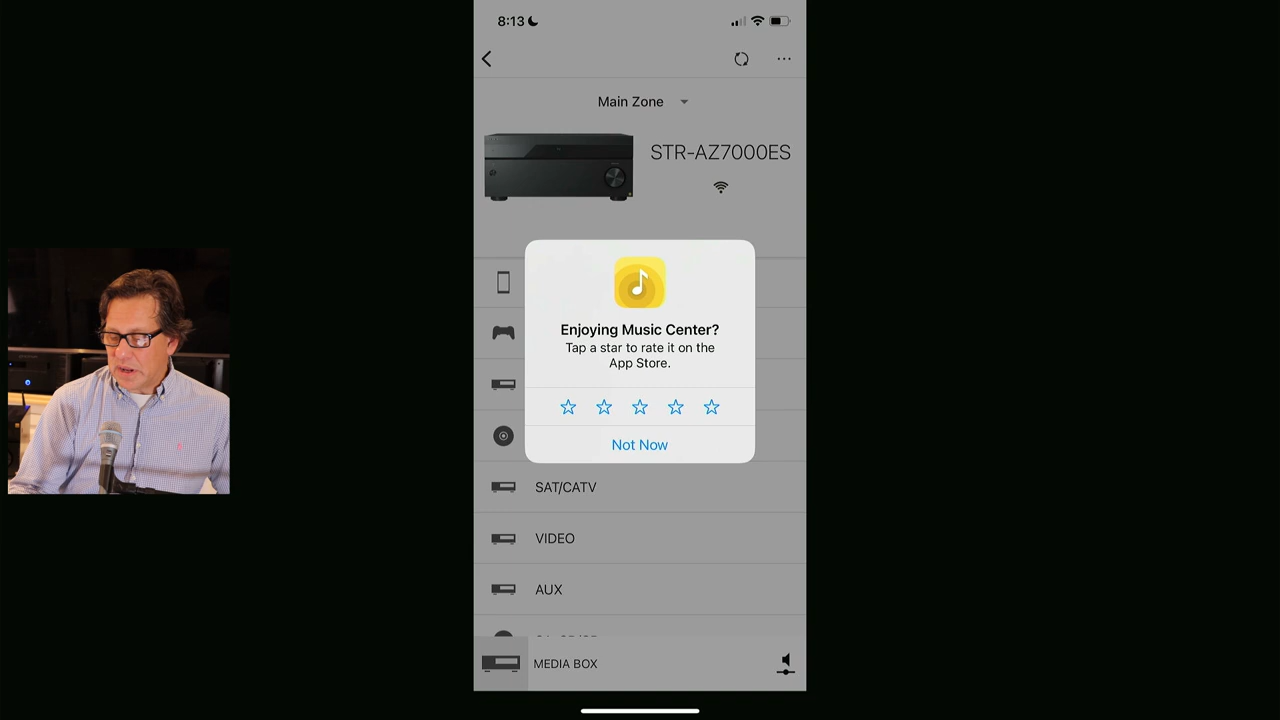 8:13
Main Zone
STR-AZ7000ES
Enjoying Music Center?
Tap a star to rate it on the
App Store.
Not Now
SAT/CATV
VIDEO
AUX
MEDIA BOX